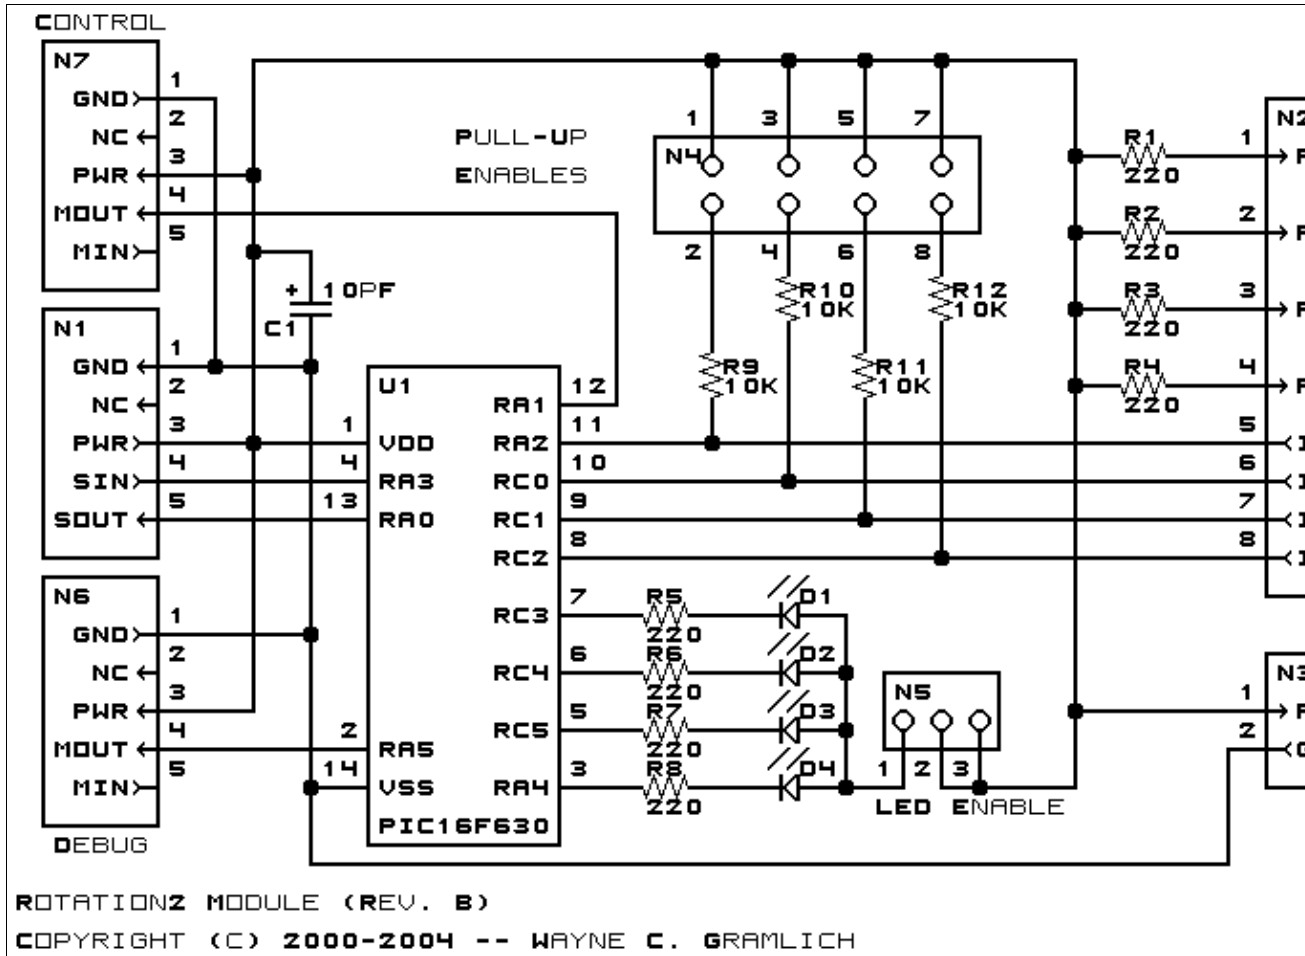 CONTROL
N7
1
GND
2
NC
3
PWR
4
MOUT
5
MIN
PULL-UP
ENABLES
1 3 5 7
N4
2 4 6 8
R10
10K
R12
10K
R9
10K
R11
10K
+ 10PF
C1
N1
1
GND
2
NC
3
PWR
4
SIN
5
SOUT
N6
1
GND
2
NC
3
PWR
4
MOUT
5
MIN
DEBUG
U1
1
VDD
4
RA3
13
RA0
2
RA5
14
VSS
12
RA1
11
RA2
10
RC0
9
RC1
8
RC2
7
RC3
6
RC4
5
RC5
3
RA4
PIC16F630
R5
220
D1
R6
220
D2
R7
220
D3
R8
220
D4
N5
1 2 3
LED ENABLE
R1
220
R2
220
R3
220
R4
220
N2
1
2
3
4
5
6
7
8
N3
1
2
ROTATION2 MODULE (REV. B)
COPYRIGHT (C) 2000-2004 -- WAYNE C. GRAMLICH